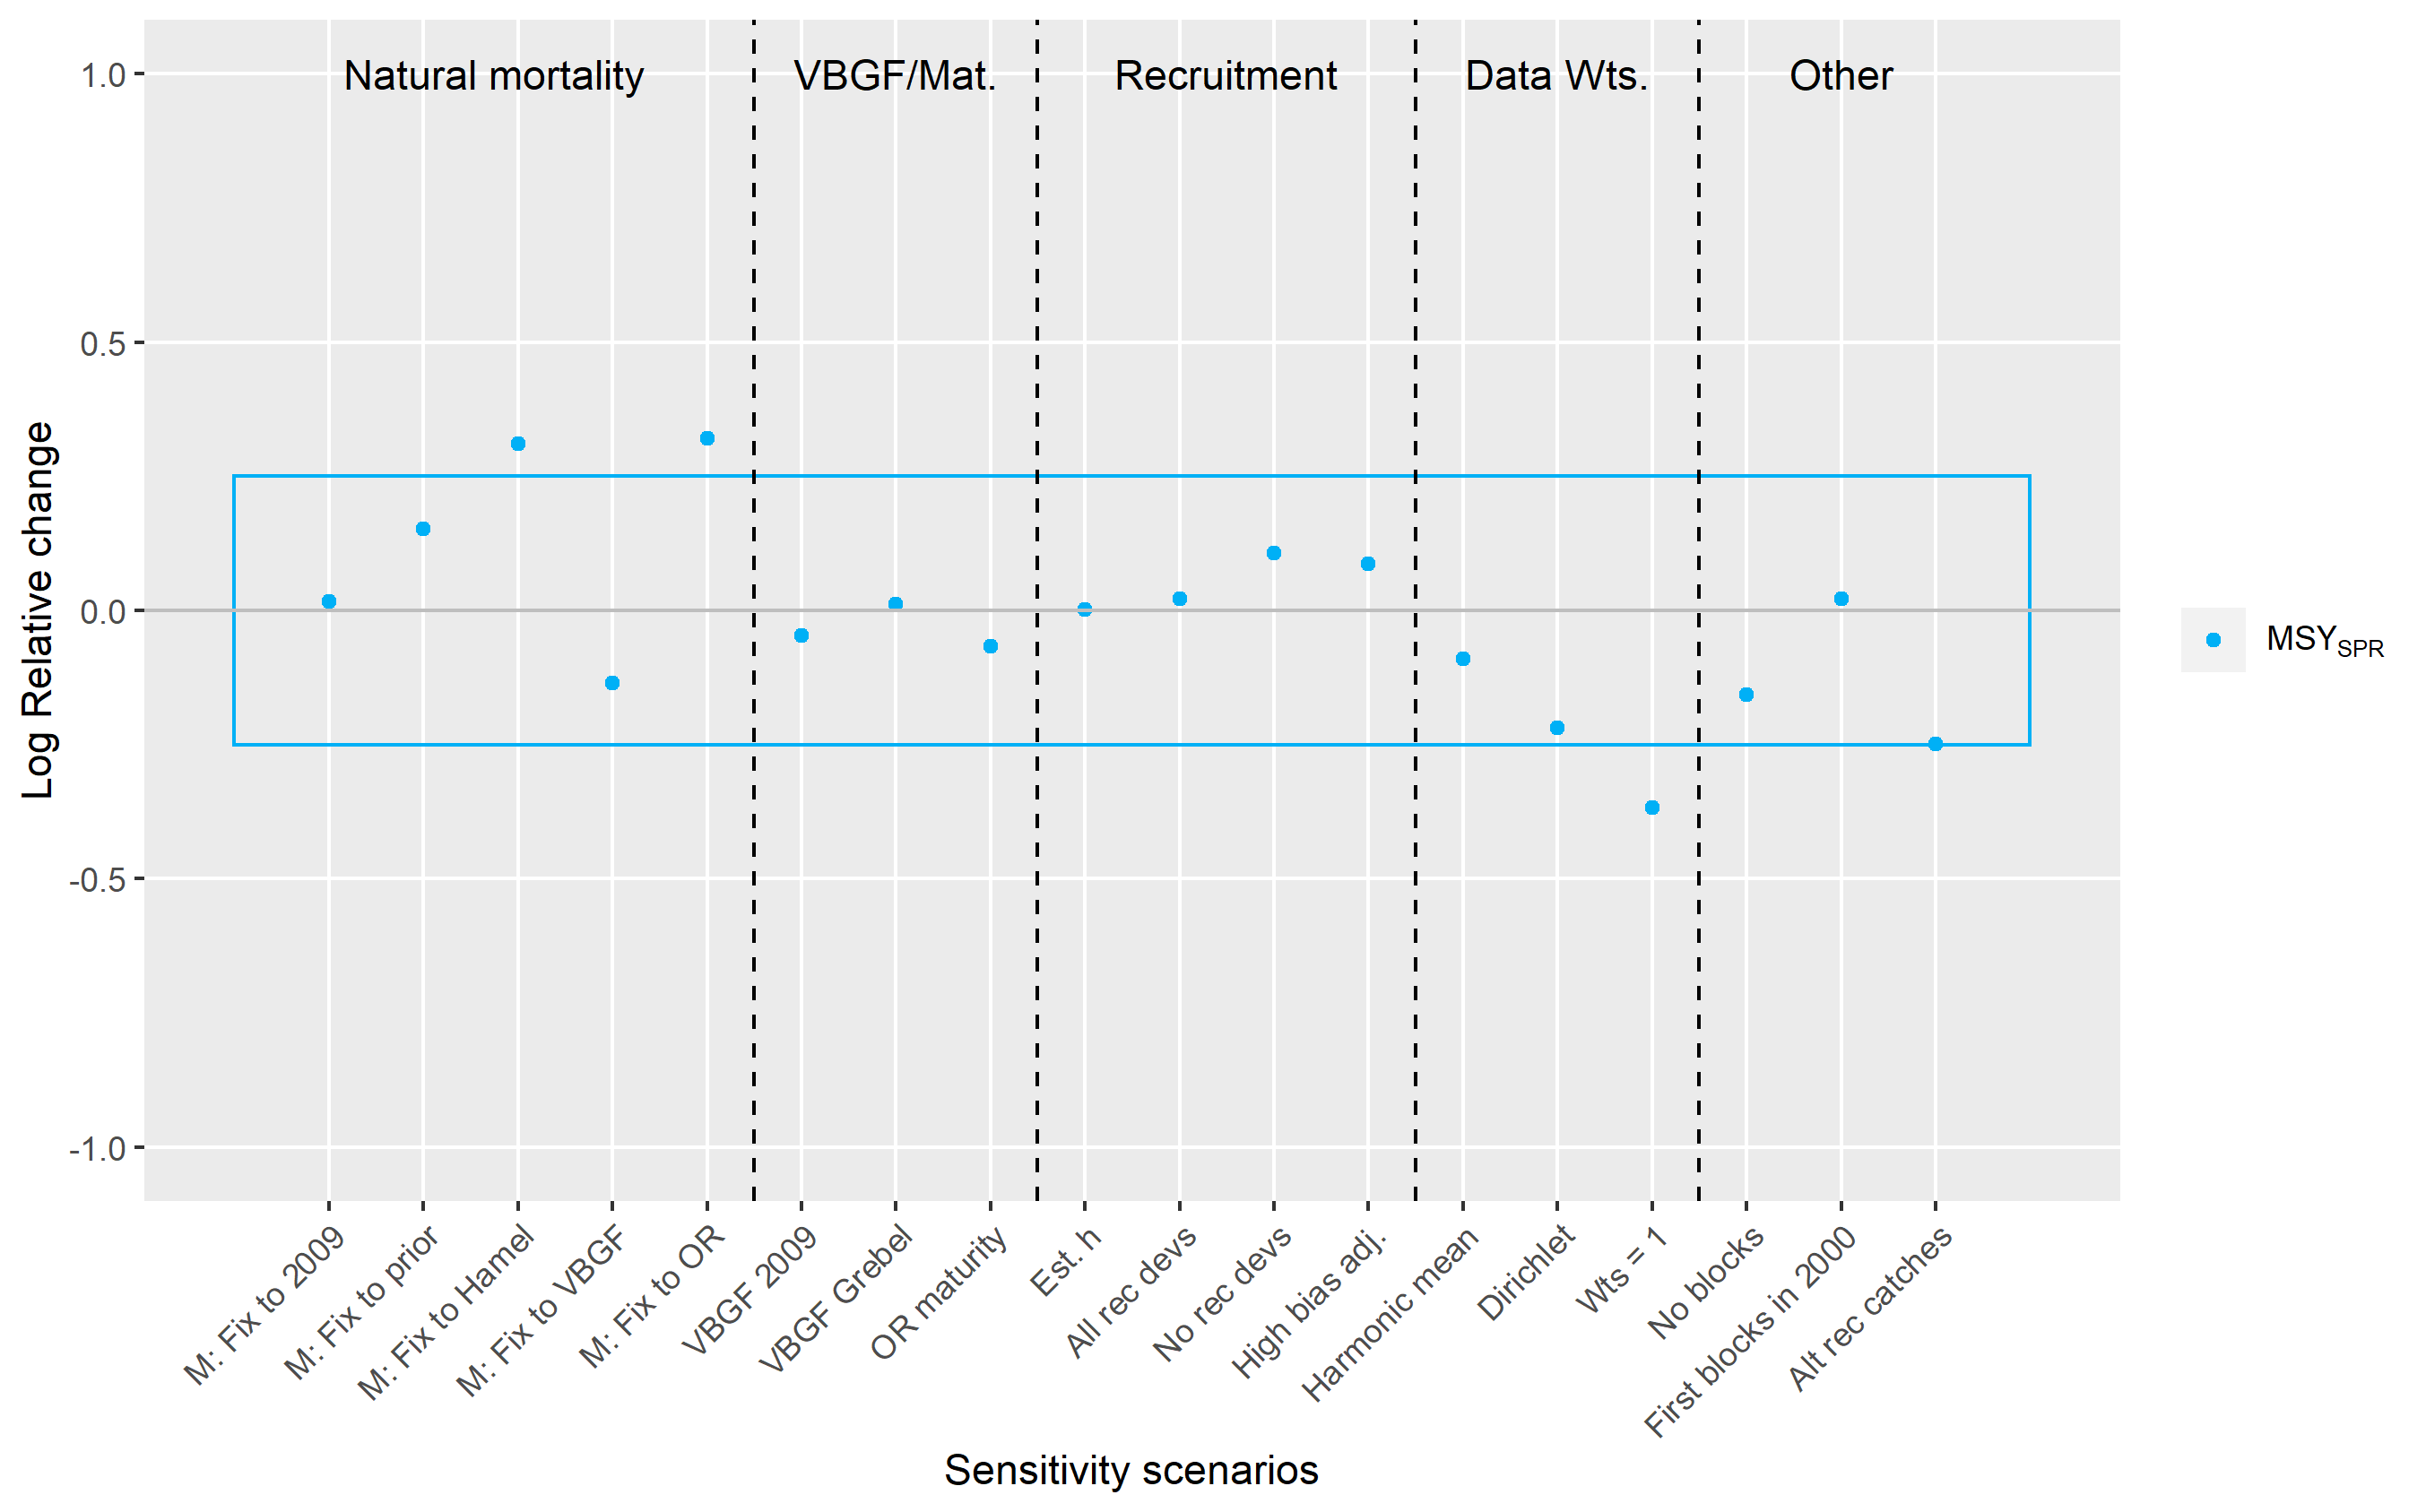 Natural mortality
VBGF/Mat.
Recruitment
Data Wts.
Other
1.0
0.5
0.0
-0.5
-1.0
Log Relative change
MSYSPR
M: Fix to 2009
M: Fix to prior
M: Fix to Hamel
M: Fix to VBGF
M: Fix to OR
VBGF 2009
VBGF Grebel
OR maturity
Est. h
All rec devs
No rec devs
High bias adj.
Harmonic mean
Dirichlet
Wts = 1
No blocks
First blocks in 2000
Alt rec catches
Sensitivity scenarios